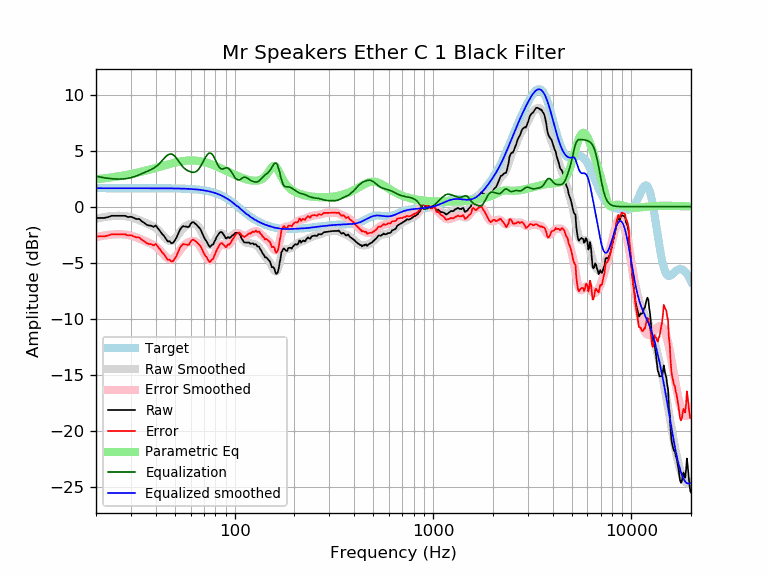 Mr Speakers Ether C 1 Black Filter
Amplitude (dBr)
10
5
0
−5
−10
−15
−20
−25
Target
Raw Smoothed
Error Smoothed
Raw
Error
Parametric Eq
Equalization
Equalized smoothed
100
1000
10000
Frequency (Hz)